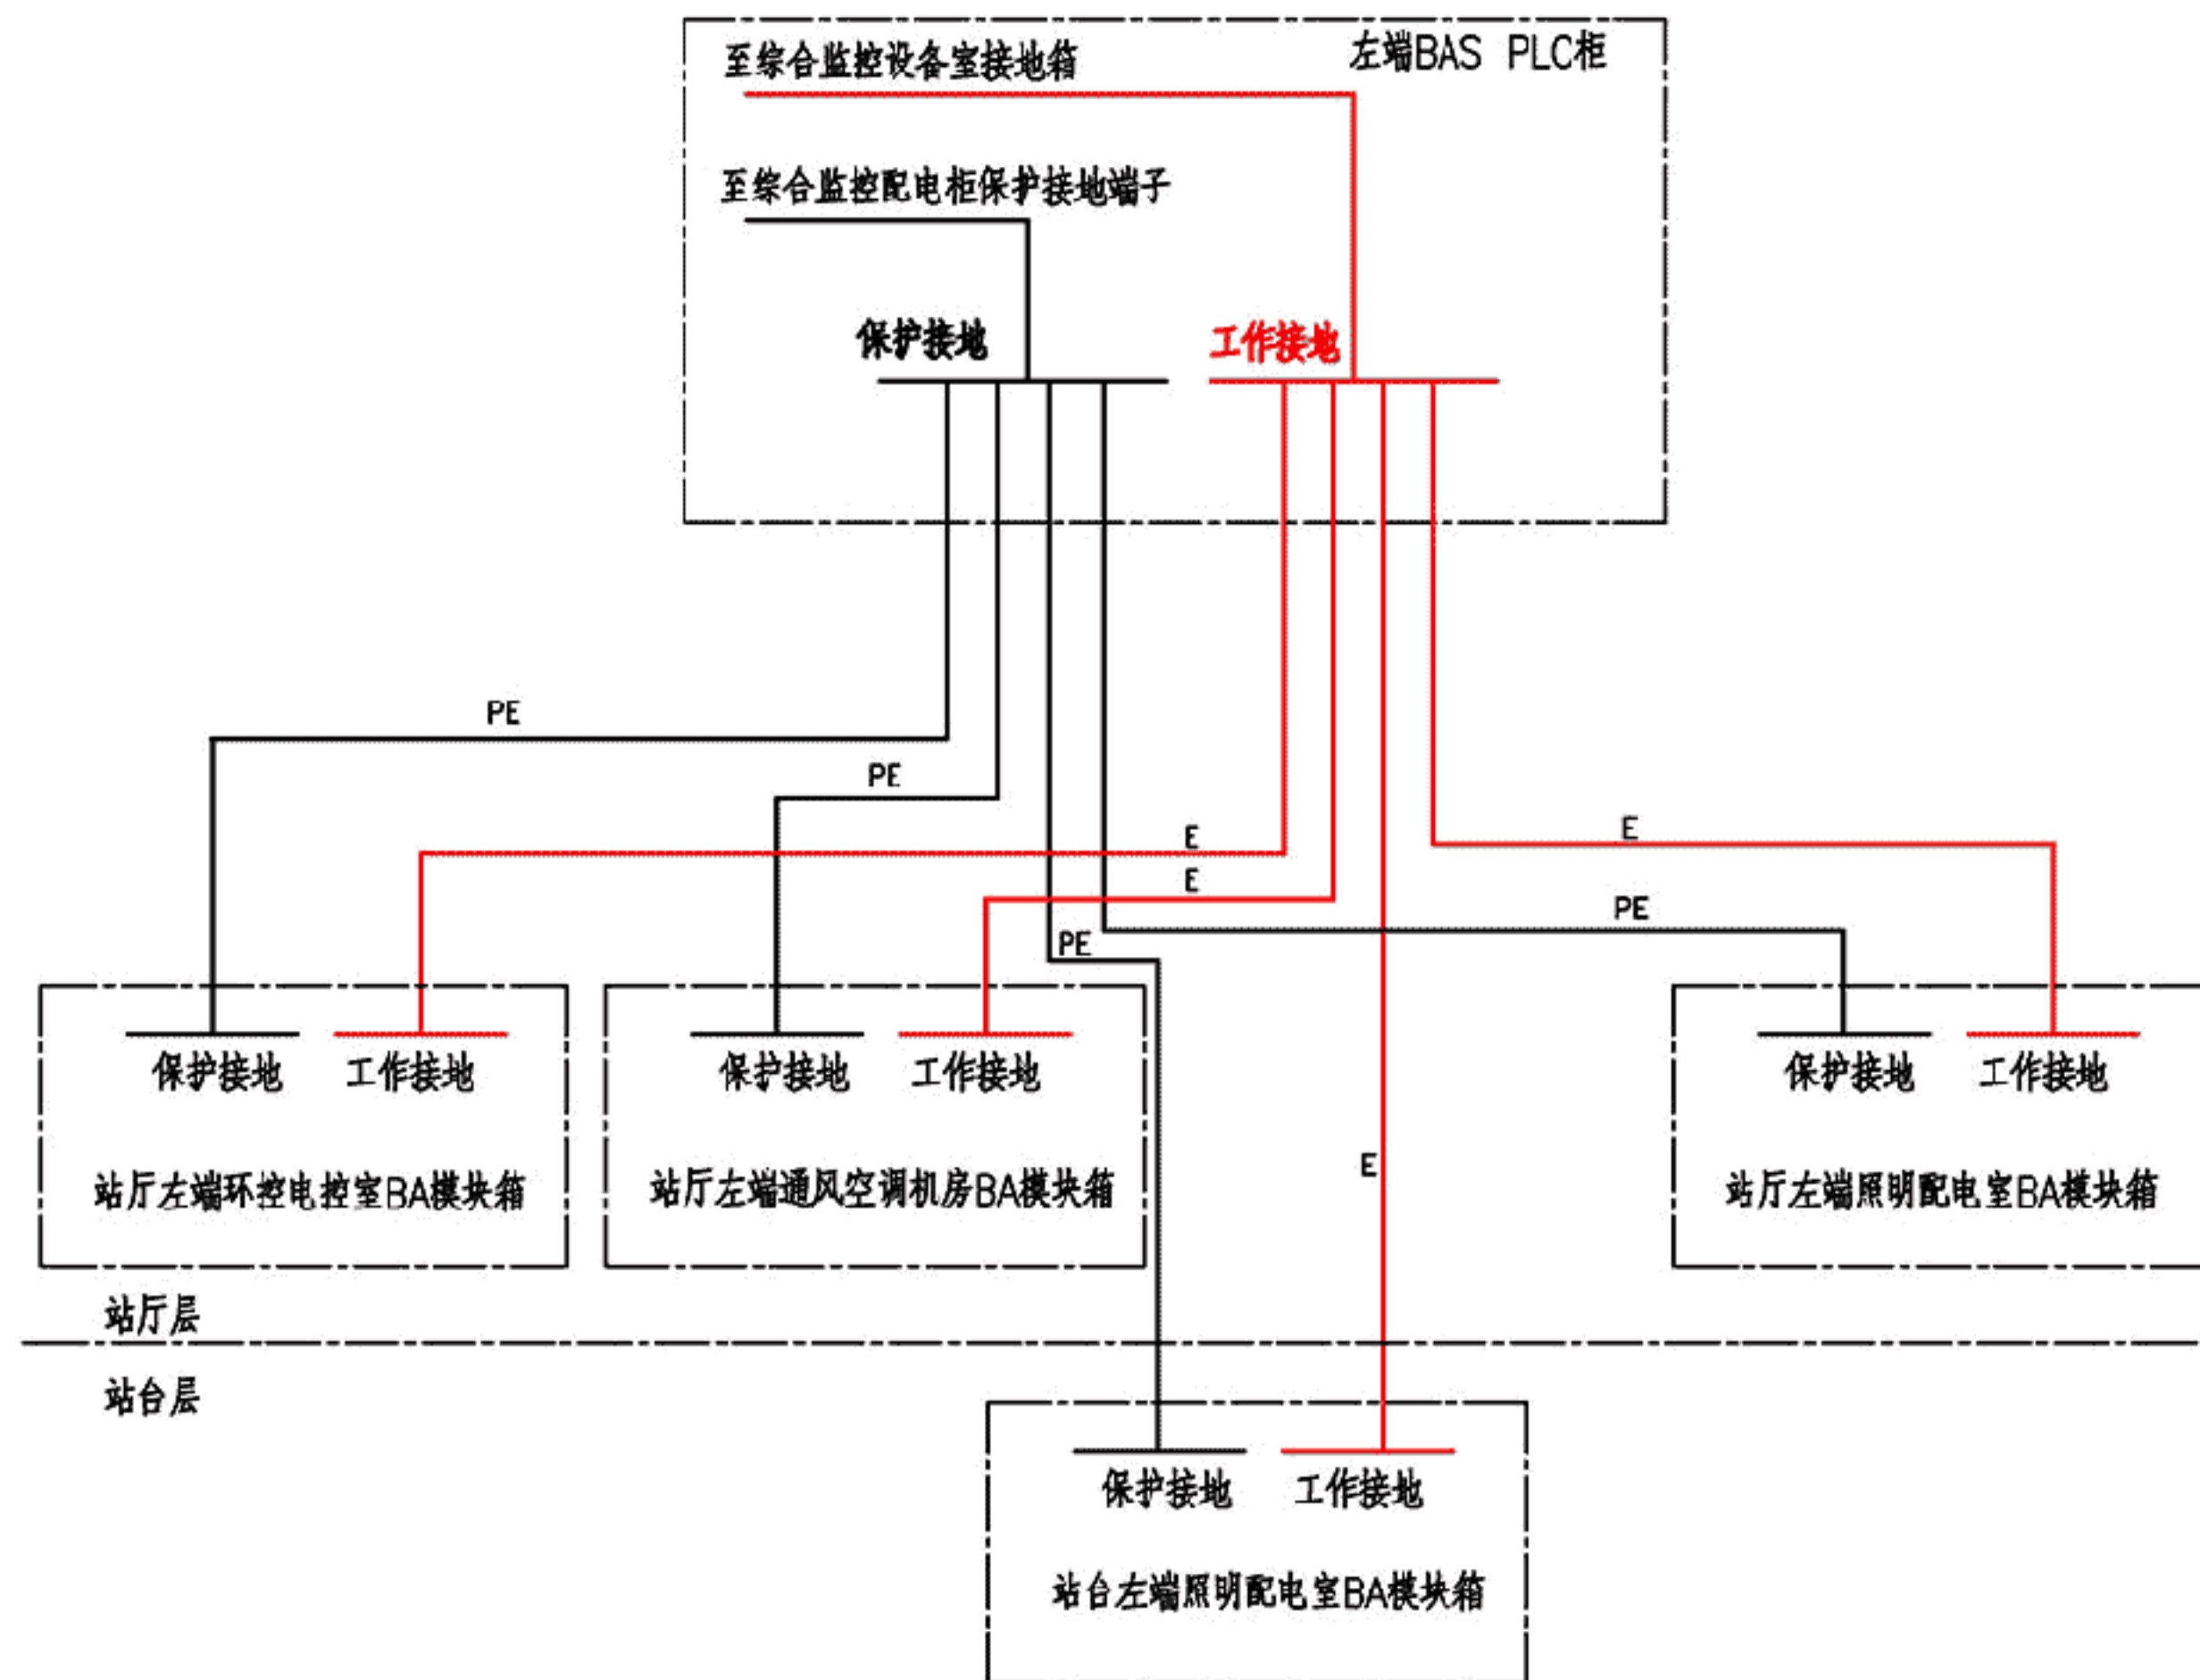 至综合监控设备室接地箱
左端BAS PLC柜
至综合监控配电柜保护接地端子
保护接地
工作接地
PE
PE
E
E
E
PE
PE
保护接地
工作接地
保护接地
工作接地
保护接地
工作接地
E
站厅左端环控电控室BA模块箱
站厅左端通风空调机房BA模块箱
站厅左端照明配电室BA模块箱
站厅层
站台层
保护接地
工作接地
站台左端照明配电室BA模块箱